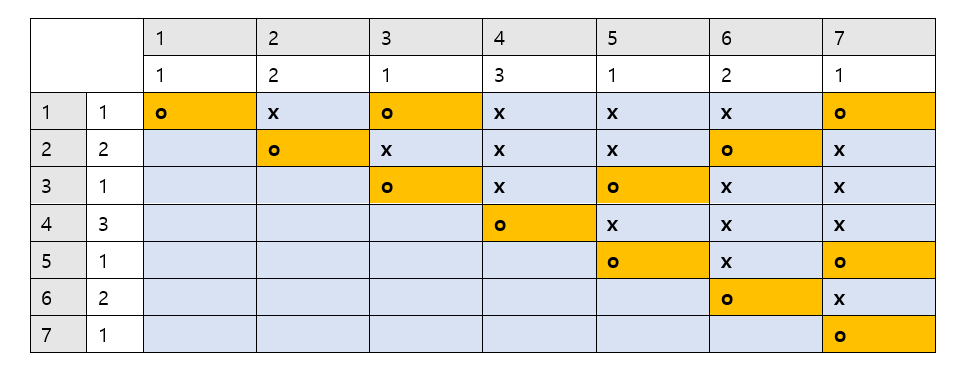 1 2 3 4 5 6 7
1 2 1 3 1 2 1
1 1 o x o x x x o
2 2 o x x x o x
3 1 o x o x x
4 3 o x x x
5 1 o x o
6 2 o x
7 1 o